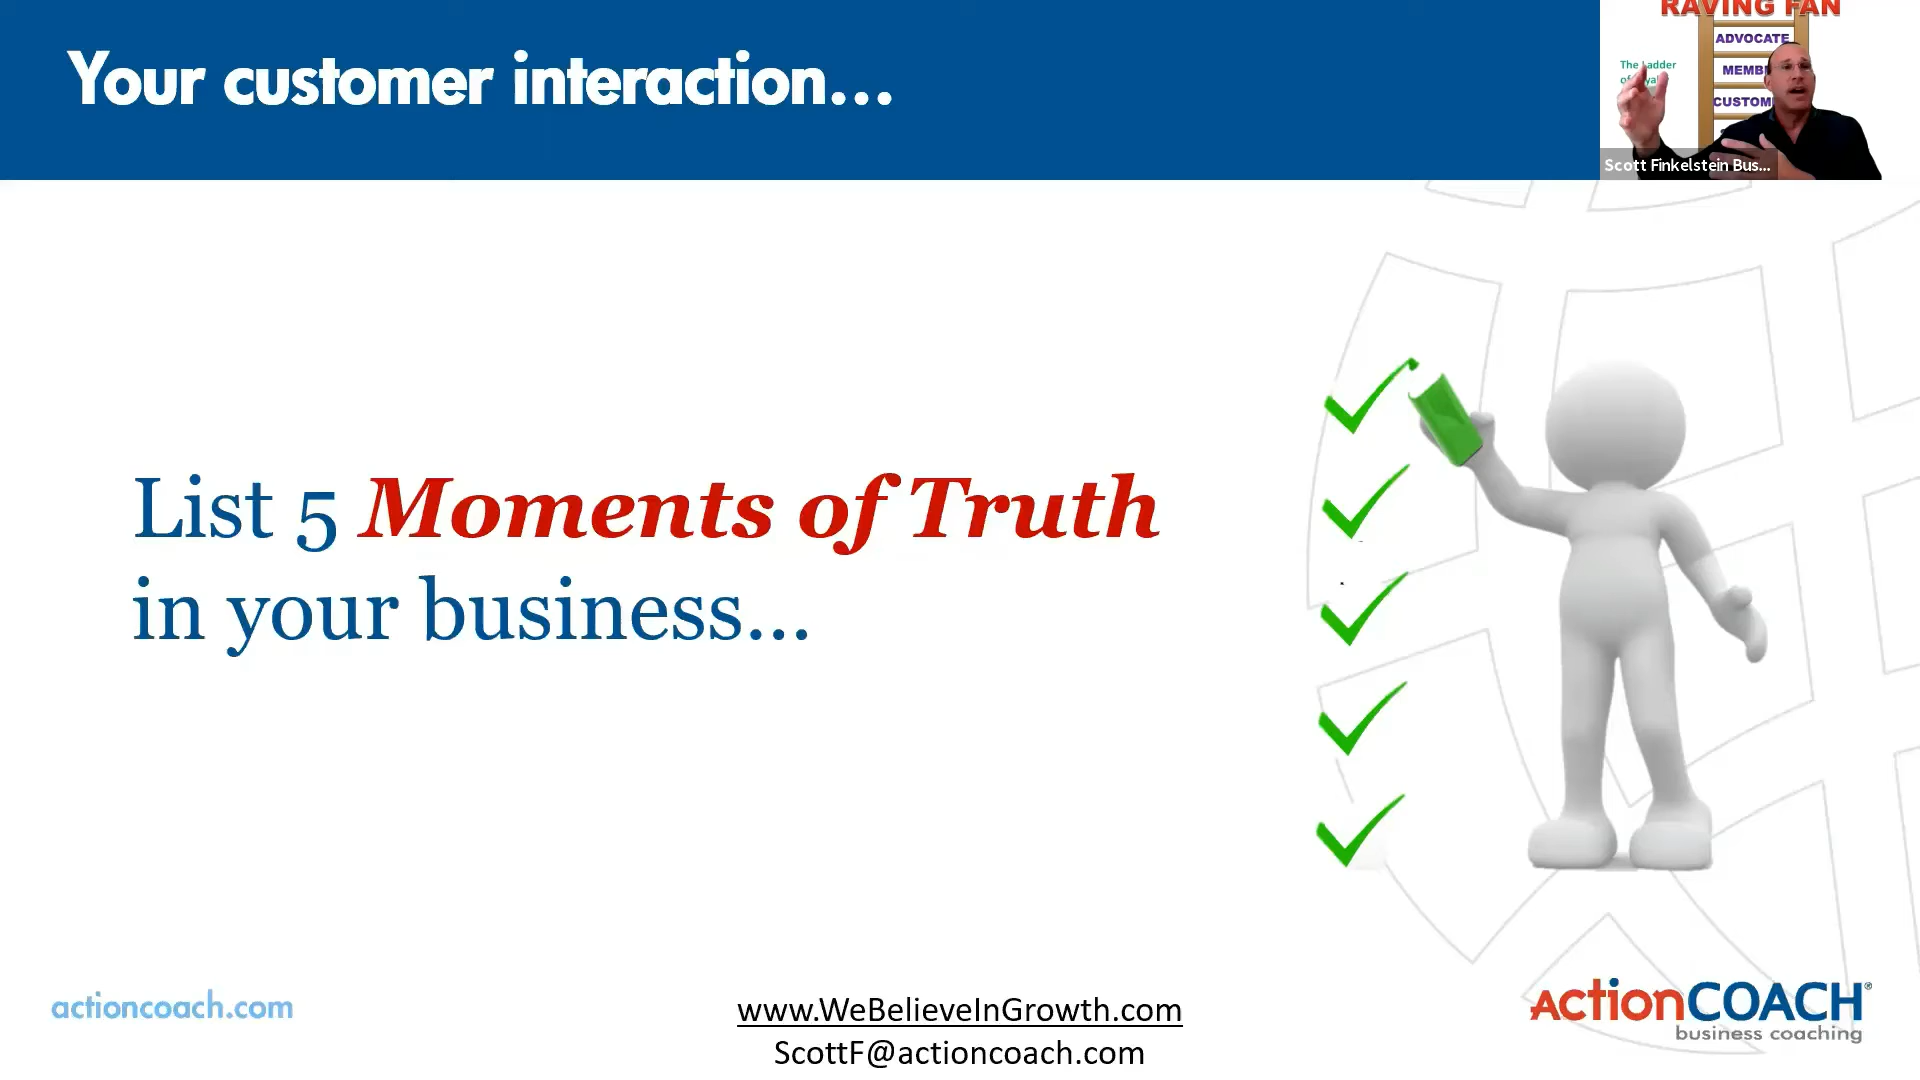 Your customer interaction...
RAVING FAN
ADVOCATE
The Ladder
MEMB
CUSTOM
Scott Finkelstein Bus...
List 5 Moments of Truth
in your business...
actioncoach.com
www.WeBelieveInGrowth.com
ScottF@actioncoach.com
ActionCOACH®
business coaching